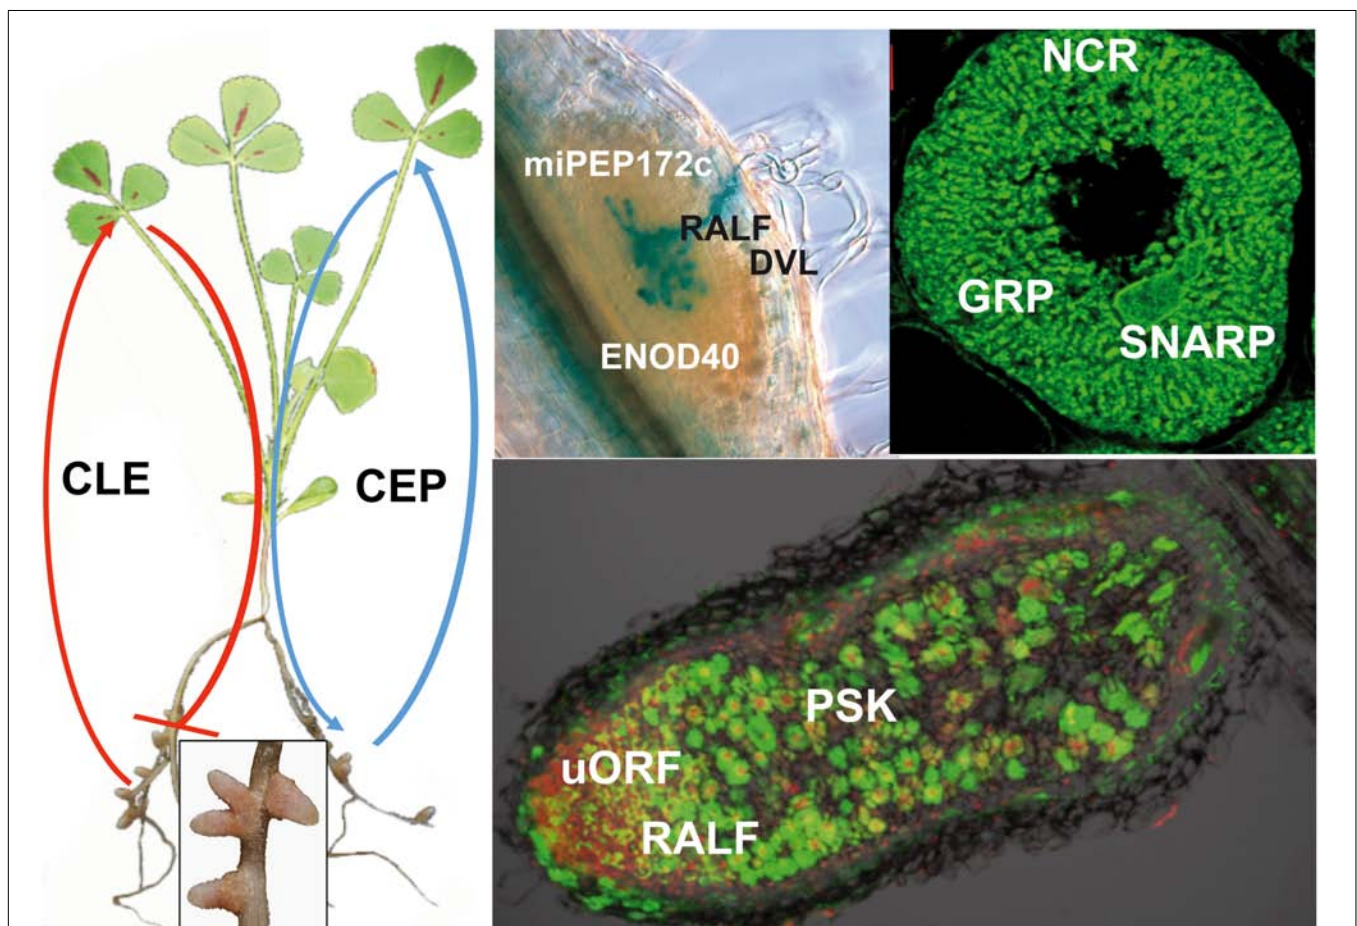 CLE
CEP
miPEP172c
RALF
DVL
ENOD40
NCR
GRP
SNARP
PSK
uORF
RALF